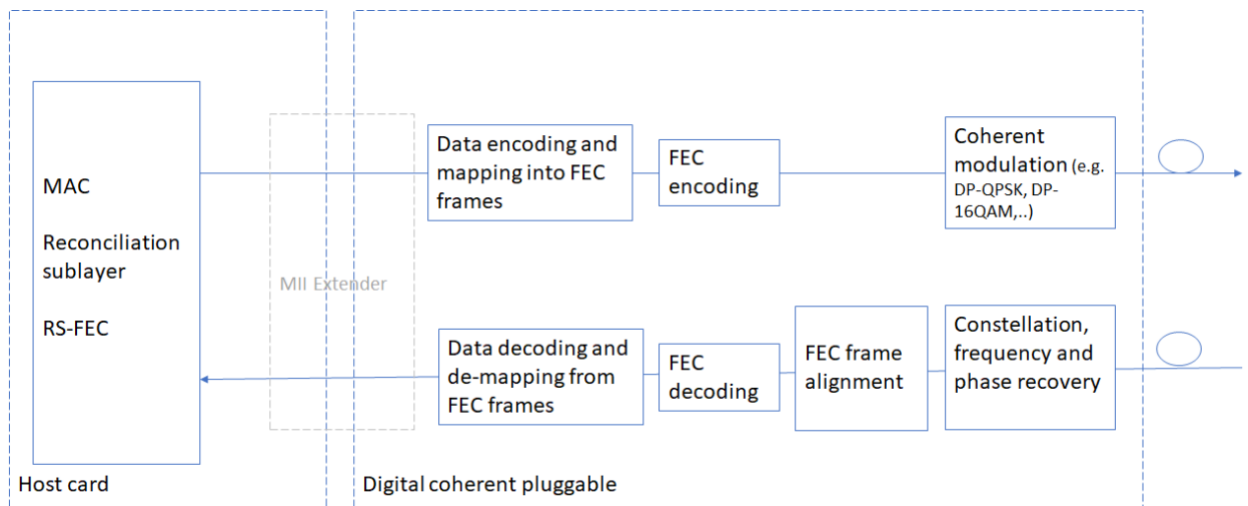 MAC
Reconciliation
sublayer
RS-FEC
MII Extender
Data encoding and
mapping into FEC
frames
FEC
encoding
Coherent
modulation (e.g.
DP-QPSK, DP-
16QAM,..)
Data decoding and
de-mapping from
FEC frames
FEC
decoding
FEC frame
alignment
Constellation,
frequency and
phase recovery
Host card
Digital coherent pluggable